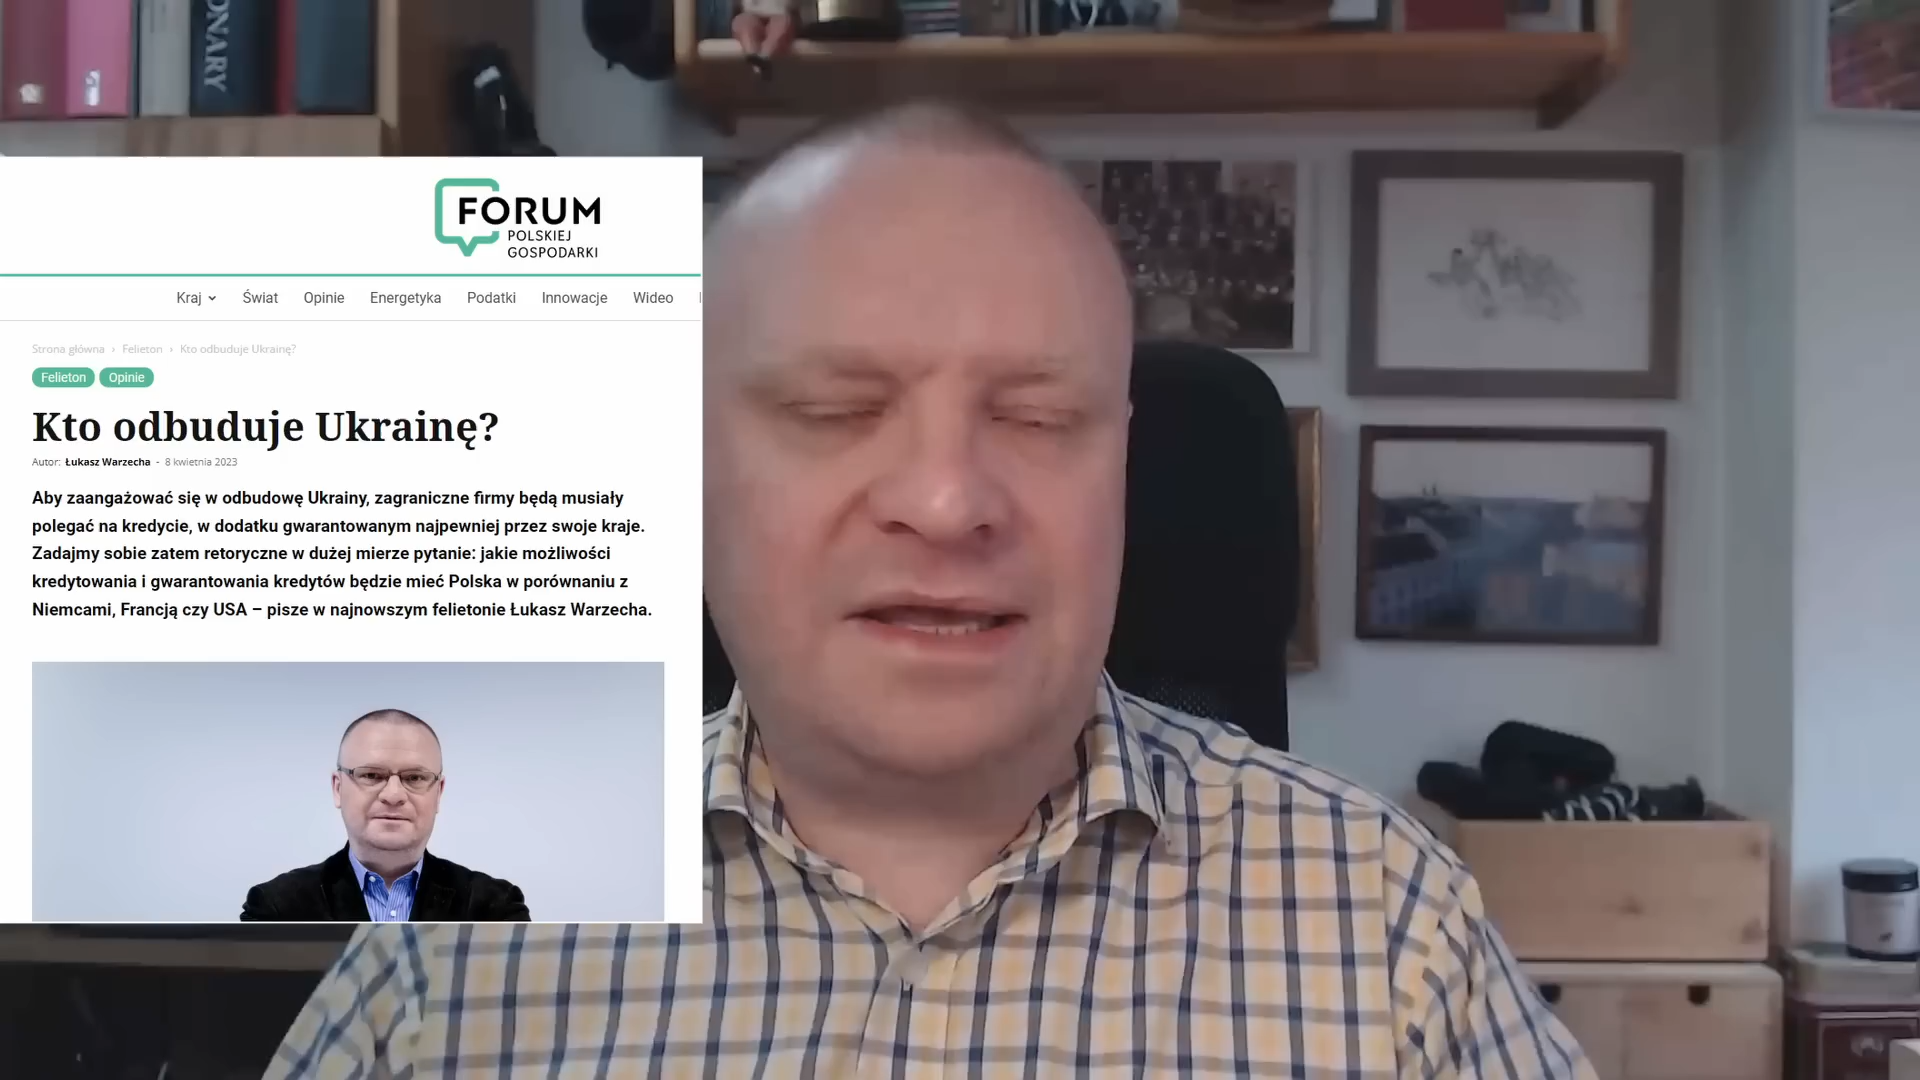 ONARY
FORUM
POLSKIEJ
GOSPODARKI
Kraj Świat Opinie Energetyka Podatki Innowacje Wideo
Strona główna › Felieton › Kto odbuduje Ukrainę?
Felieton Opinie
Kto odbuduje Ukrainę?
Autor: Łukasz Warzecha - 8 kwietnia 2023
Aby zaangażować się w odbudowę Ukrainy, zagraniczne firmy będą musiały
polegać na kredycie, w dodatku gwarantowanym najpewniej przez swoje kraje.
Zadajmy sobie zatem retoryczne w dużej mierze pytanie: jakie możliwości
kredytowania i gwarantowania kredytów będzie mieć Polska w porównaniu z
Niemcami, Francją czy USA – pisze w najnowszym felietonie Łukasz Warzecha.